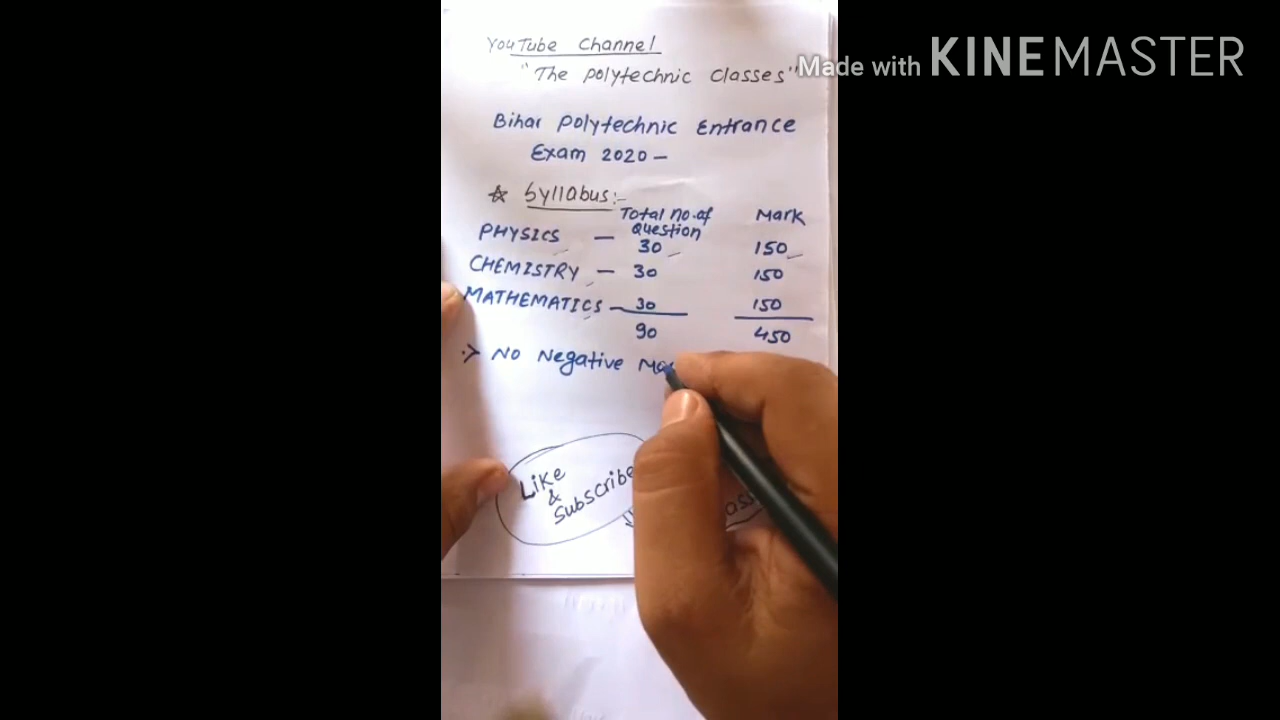 YouTube Channel
"The Polytechnic Classes"
Made with KINEMASTER
Bihar Polytechnic Entrance
Exam 2020 -
☆ Syllabus:-
Total No. of Mark
Question
PHYSICS - 30 150
CHEMISTRY - 30 150
MATHEMATICS - 30 150
90 450
:> No Negative Ma
Like
&
Subscribe